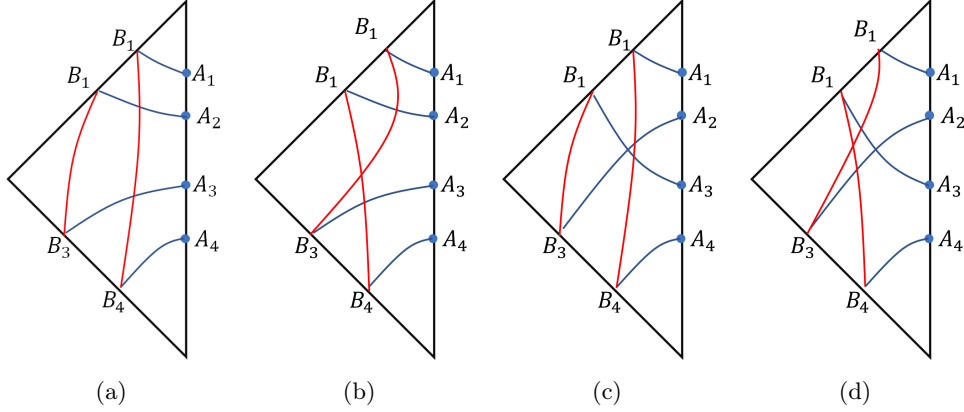 B₁ A₁
B₁ A₂
A₃
B₃ A₄
B₄
(a)
B₁ A₁
B₁ A₂
A₃
B₃ A₄
B₄
(b)
B₁ A₁
B₁ A₂
A₃
B₃ A₄
B₄
(c)
B₁ A₁
B₁ A₂
A₃
B₃ A₄
B₄
(d)